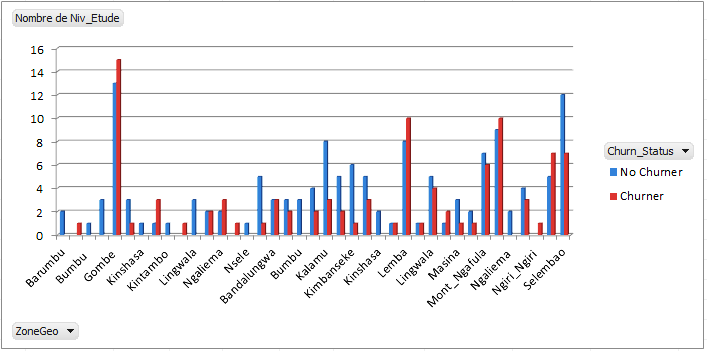 Nombre de Niv_Etude
16
14
12
10
8
6
4
2
0
Barumbu
Bumbu
Gombe
Kinshasa
Kintambo
Lingwala
Ngaliema
Nsele
Bandalungwa
Bumbu
Kalamu
Kimbanseke
Kinshasa
Lemba
Lingwala
Masina
Mont_Ngafula
Ngaliema
Ngiri_Ngiri
Selembao
Churn_Status
No Churner
Churner
ZoneGeo